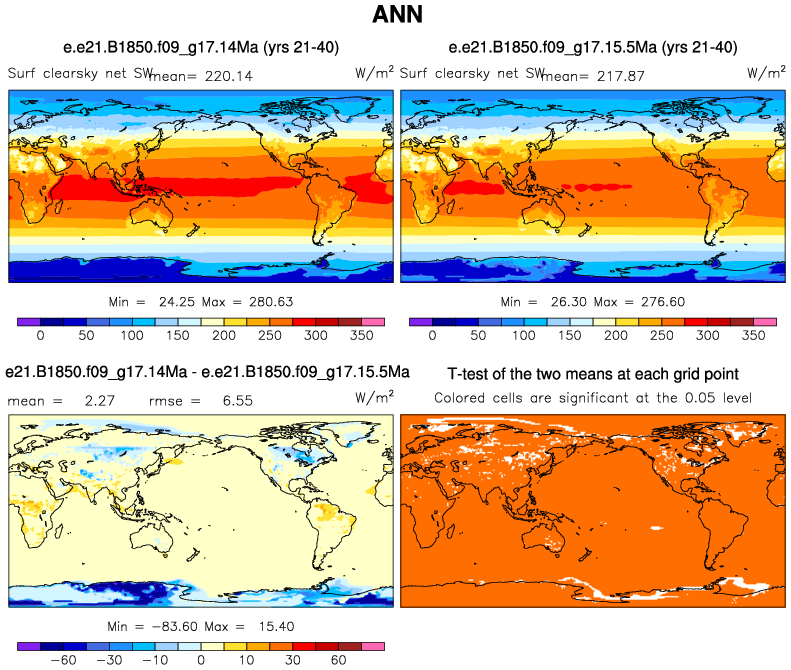 ANN
e.e21.B1850.f09_g17.14Ma (yrs 21-40)
Surf clearsky net SW mean= 220.14 W/m²
0 50 100 150 200 250 300 350
Min = 24.25 Max = 280.63
e.e21.B1850.f09_g17.15.5Ma (yrs 21-40)
Surf clearsky net SW mean= 217.87 W/m²
Min = 26.30 Max = 276.60
0 50 100 150 200 250 300 350
e21.B1850.f09_g17.14Ma - e.e21.B1850.f09_g17.15.5Ma
mean = 2.27 rmse = 6.55 W/m²
Min = −83.60 Max = 15.40
−60 −30 −10 0 10 30 60
T-test of the two means at each grid point
Colored cells are significant at the 0.05 level